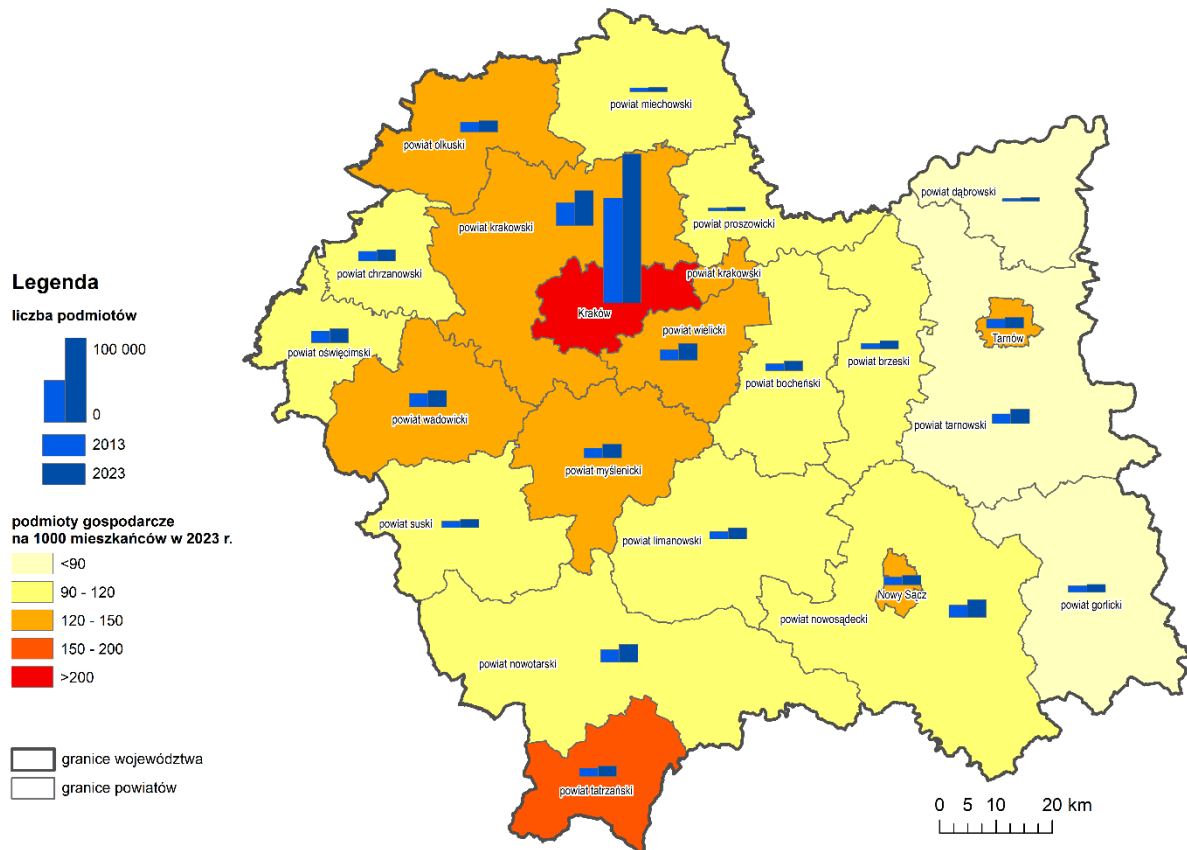 powiat miechowski
powiat olkuski
powiat dąbrowski
powiat proszowicki
powiat krakowski
powiat chrzanowski
powiat krakowski
Legenda
liczba podmiotów
Kraków
powiat wielicki
Tarnów
100 000
powiat oświęcimski
powiat brzeski
powiat bocheński
0
powiat wadowicki
powiat tarnowski
2013
2023
powiat myślenicki
podmioty gospodarcze
na 1000 mieszkańców w 2023 r.
powiat suski
powiat limanowski
<90
90 - 120
powiat gorlicki
Nowy Sącz
120 - 150
powiat nowosądecki
150 - 200
powiat nowotarski
>200
granice województwa
granice powiatów
powiat tatrzański
0 5 10 20 km